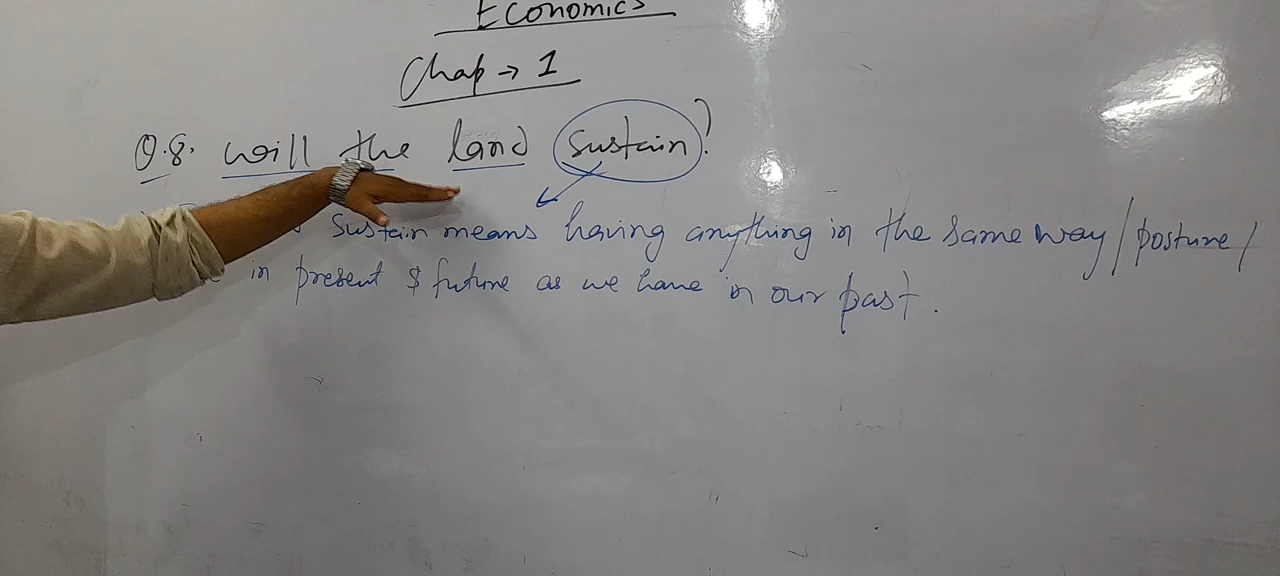 Economics
Chap → 1
Q.8. will the land sustain?
Sustain means having anything in the same way/posture/
in present & future as we have in our past.